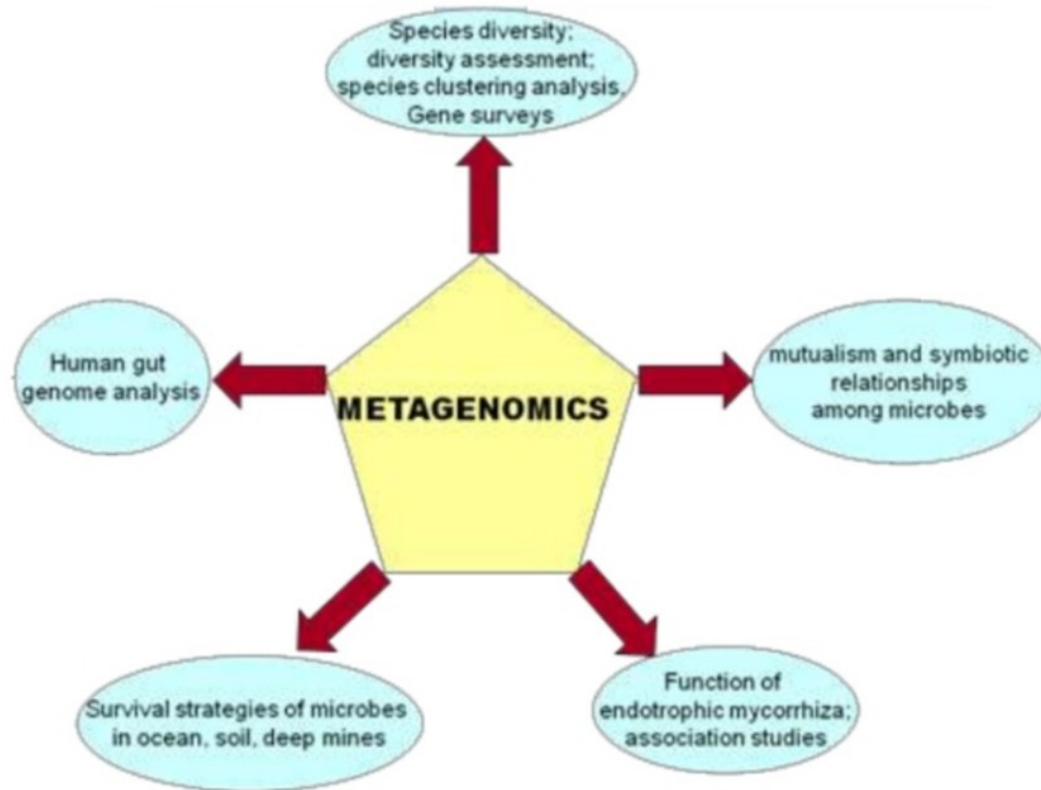 Species diversity;
diversity assessment;
species clustering analysis,
Gene surveys
Human gut
genome analysis
METAGENOMICS
mutualism and symbiotic
relationships
among microbes
Survival strategies of microbes
in ocean, soil, deep mines
Function of
endotrophic mycorrhiza;
association studies